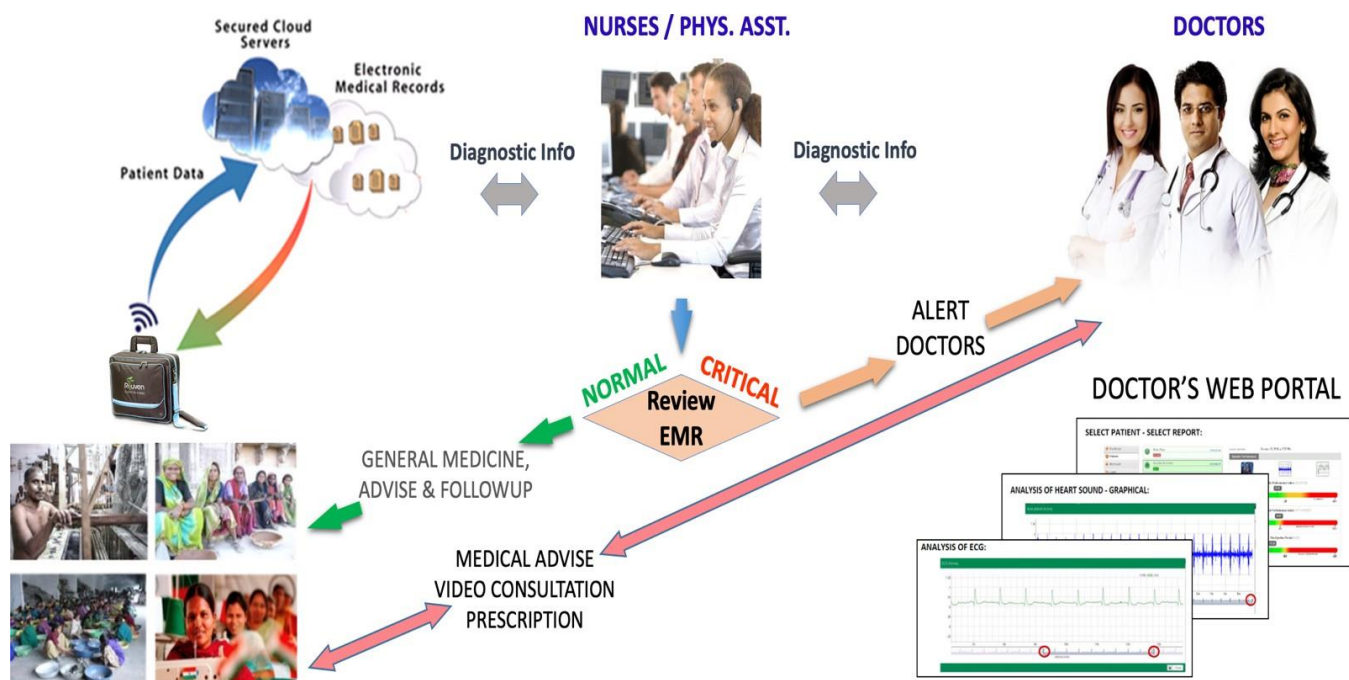 Secured Cloud
Servers
Electronic
Medical Records
Patient Data
NURSES / PHYS. ASST.
DOCTORS
Diagnostic Info
Diagnostic Info
ALERT
DOCTORS
NORMAL
CRITICAL
Review
EMR
GENERAL MEDICINE,
ADVISE & FOLLOWUP
MEDICAL ADVISE
VIDEO CONSULTATION
PRESCRIPTION
DOCTOR'S WEB PORTAL
SELECT PATIENT - SELECT REPORT:
ANALYSIS OF HEART SOUND - GRAPHICAL:
ANALYSIS OF ECG: